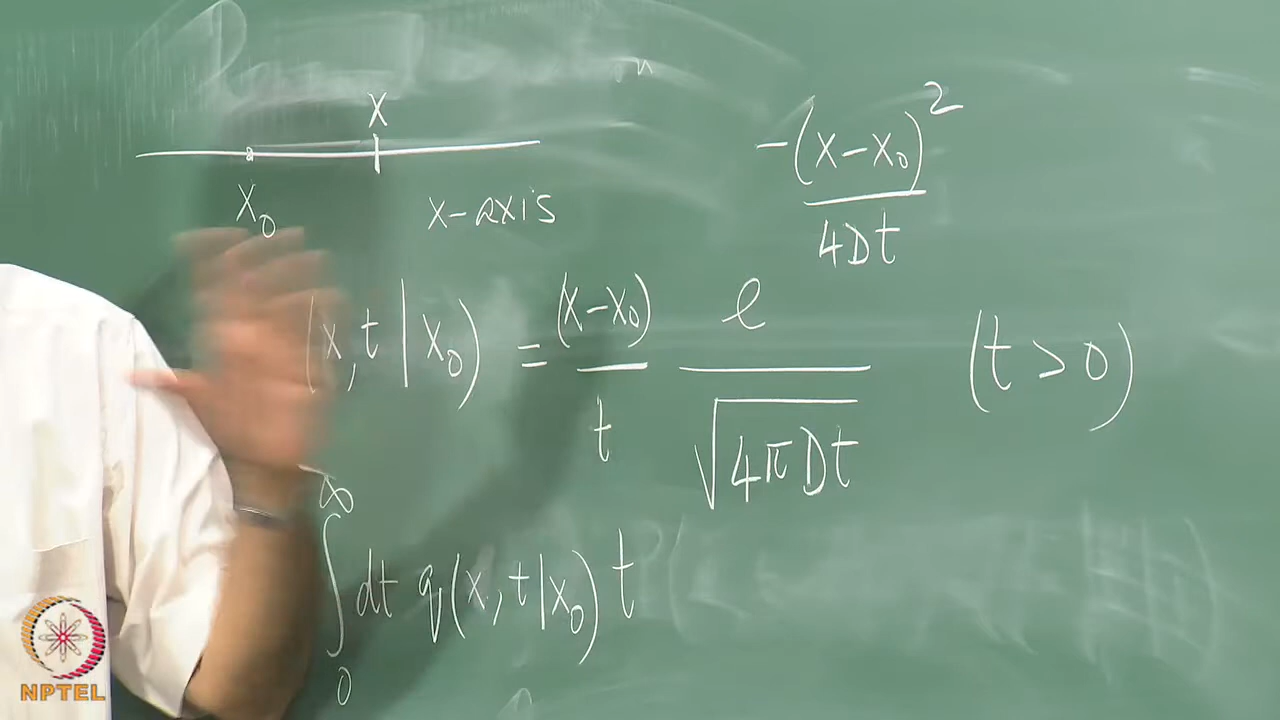 x
x₀ x-axis
(x, t | x₀) = (x-x₀)/t e^(-(x-x₀)²/4Dt)/√(4πDt) (t > 0)
∫₀^∞ dt q(x, t|x₀) t
NPTEL